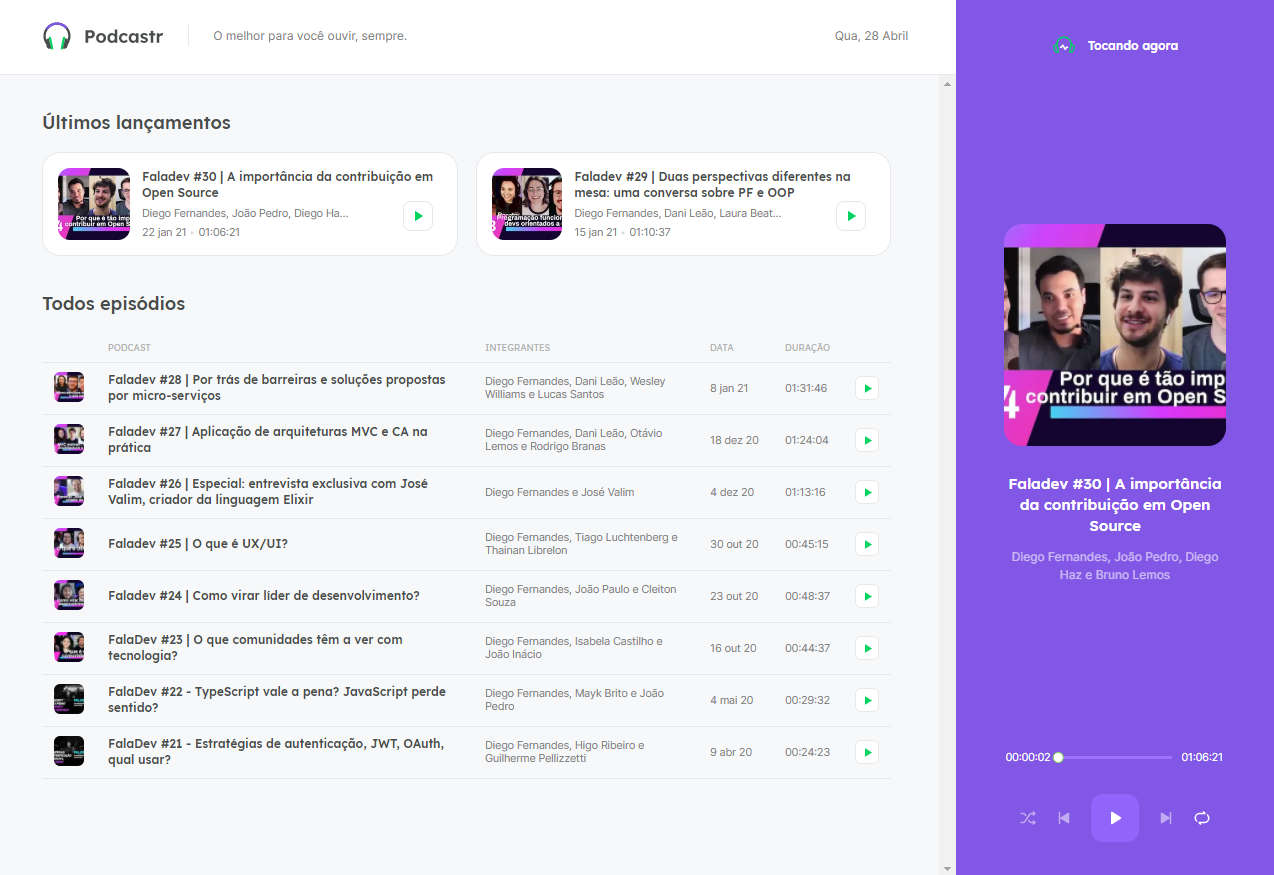 Podcastr
O melhor para você ouvir, sempre.
Qua, 28 Abril
Últimos lançamentos
Faladev #30 | A importância da contribuição em
Open Source
Diego Fernandes, João Pedro, Diego Ha...
22 jan 21 • 01:06:21
Por que é tão imp
4 contribuir em Open S
Faladev #29 | Duas perspectivas diferentes na
mesa: uma conversa sobre PF e OOP
Diego Fernandes, Dani Leão, Laura Beat...
15 jan 21 • 01:10:37
Programação funcion
devs orientados a
Todos episódios
PODCAST INTEGRANTES DATA DURAÇÃO
Faladev #28 | Por trás de barreiras e soluções propostas
por micro-serviços
Diego Fernandes, Dani Leão, Wesley
Williams e Lucas Santos
8 jan 21
01:31:46
Faladev #27 | Aplicação de arquiteturas MVC e CA na
prática
Diego Fernandes, Dani Leão, Otávio
Lemos e Rodrigo Branas
18 dez 20
01:24:04
Faladev #26 | Especial: entrevista exclusiva com José
Valim, criador da linguagem Elixir
Diego Fernandes e José Valim
4 dez 20
01:13:16
Faladev #25 | O que é UX/UI?
Diego Fernandes, Tiago Luchtenberg e
Thainan Librelon
30 out 20
00:45:15
Faladev #24 | Como virar líder de desenvolvimento?
Diego Fernandes, João Paulo e Cleiton
Souza
23 out 20
00:48:37
FalaDev #23 | O que comunidades têm a ver com
tecnologia?
Diego Fernandes, Isabela Castilho e
João Inácio
16 out 20
00:44:37
FalaDev #22 - TypeScript vale a pena? JavaScript perde
sentido?
Diego Fernandes, Mayk Brito e João
Pedro
4 mai 20
00:29:32
FalaDev #21 - Estratégias de autenticação, JWT, OAuth,
qual usar?
Diego Fernandes, Higo Ribeiro e
Guilherme Pellizzetti
9 abr 20
00:24:23
Tocando agora
Por que é tão imp
4 contribuir em Open S
Faladev #30 | A importância
da contribuição em Open
Source
Diego Fernandes, João Pedro, Diego
Haz e Bruno Lemos
00:00:02
01:06:21